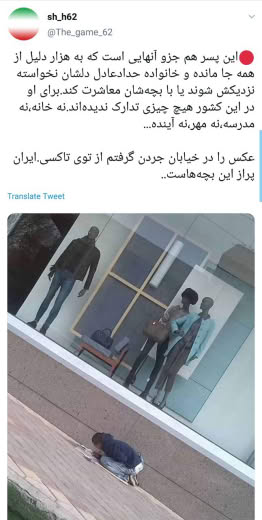 sh_h62
@The_game_62
🔴این پسر هم جزو آنهایی است که به هزار دلیل از
همه جا مانده و خانواده حدادعادل دلشان نخواسته
نزدیکش شوند یا با بچه‌شان معاشرت کند.برای او
در این کشور هیچ چیزی تدارک ندیده‌اند.نه خانه،نه
مدرسه،نه مهر،نه آینده...
عکس را در خیابان جردن گرفتم از توی تاکسی.ایران
پراز این بچه‌هاست..
Translate Tweet